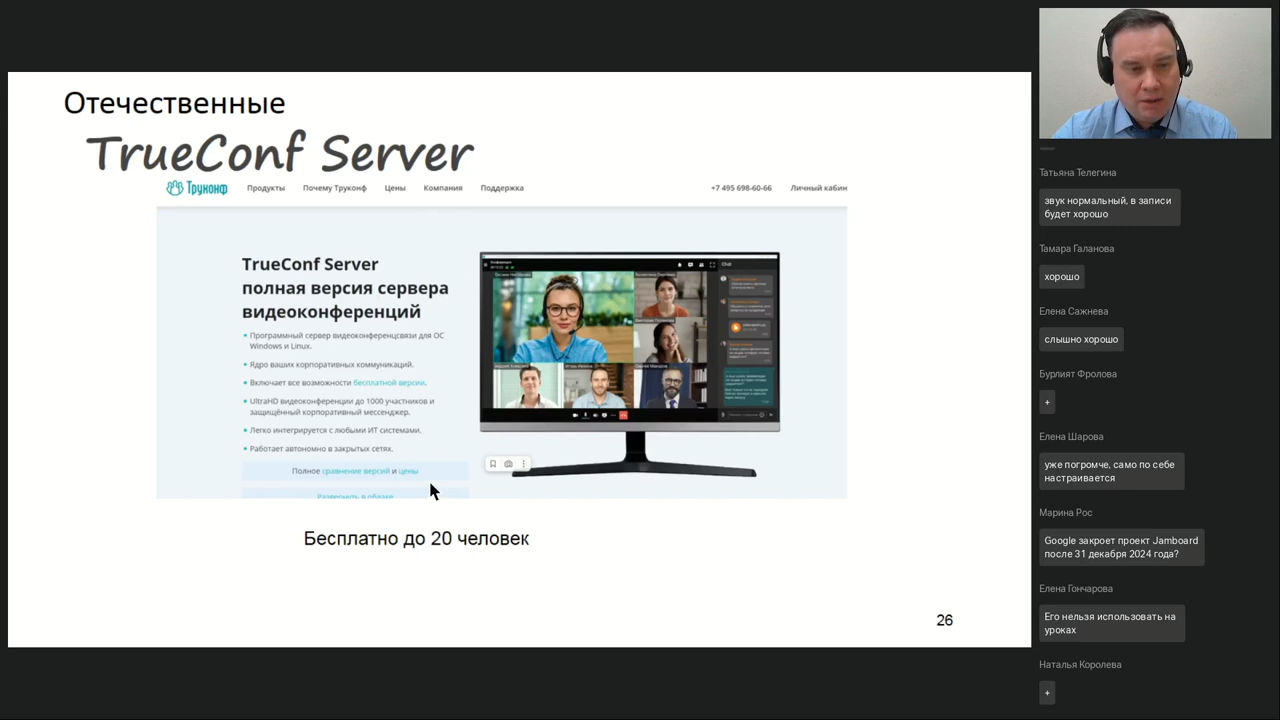 Отечественные
TrueConf Server
Труконф
Продукты
Почему Труконф
Цены
Компания
Поддержка
+7 495 698-60-66
Личный кабин
TrueConf Server
полная версия сервера
видеоконференций
Программный сервер видеоконференцсвязи для ОС
Windows и Linux.
Ядро ваших корпоративных коммуникаций.
Включает все возможности бесплатной версии.
UltraHD видеоконференции до 1000 участников и
защищённый корпоративный мессенджер.
Легко интегрируется с любыми ИТ системами.
Работает автономно в закрытых сетях.
Полное сравнение версий и цены
Развернуть в облаке
Chat
Бесплатно до 20 человек
26
Татьяна Телегина
звук нормальный, в записи
будет хорошо
Тамара Галанова
хорошо
Елена Сажнева
слышно хорошо
Бурлият Фролова
+
Елена Шарова
уже погромче, само по себе
настраивается
Марина Рос
Google закроет проект Jamboard
после 31 декабря 2024 года?
Елена Гончарова
Его нельзя использовать на
уроках
Наталья Королева
+